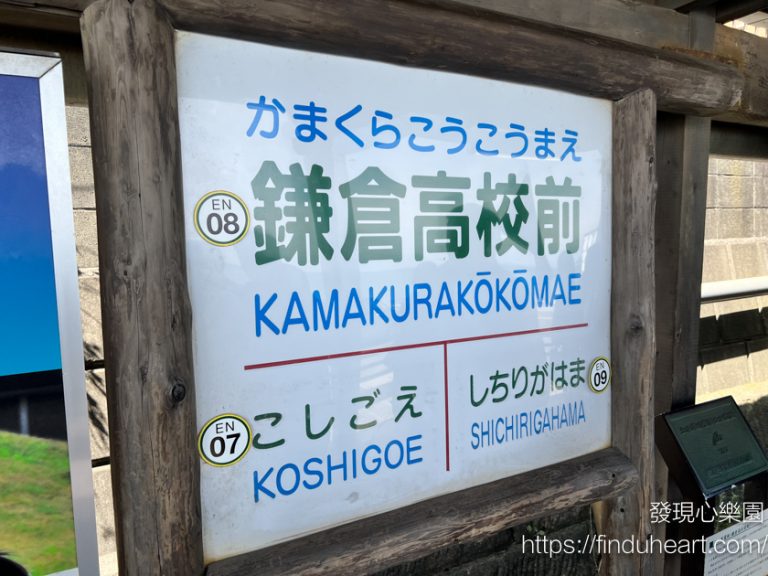 かまくらこうこうまえ
EN
08
鎌倉高校前
KAMAKURAKŌKŌMAE
EN
07
こしごえ
KOSHIGOE
しちりがはま
EN
09
SHICHIRIGAHAMA
發現心樂園
https://finduheart.com/